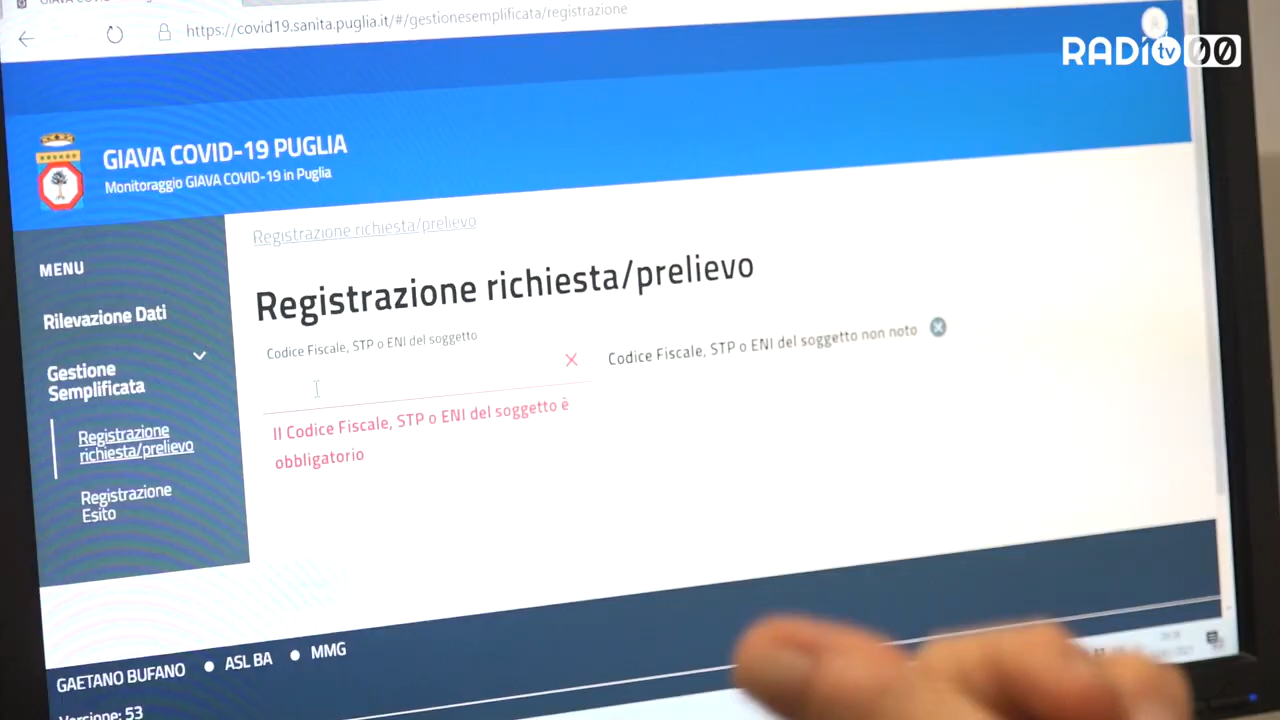 https://covid19.sanita.puglia.it/#/gestionesemplificata/registrazione
RADIO tv 00
GIAVA COVID-19 PUGLIA
Monitoraggio GIAVA COVID-19 in Puglia
Registrazione richiesta/prelievo
MENU
Rilevazione Dati
Gestione
Semplificata
Registrazione
richiesta/prelievo
Registrazione
Esito
Registrazione richiesta/prelievo
Codice Fiscale, STP o ENI del soggetto
Codice Fiscale, STP o ENI del soggetto non noto
Il Codice Fiscale, STP o ENI del soggetto è
obbligatorio
GAETANO BUFANO ● ASL BA ● MMG
Versione: 53